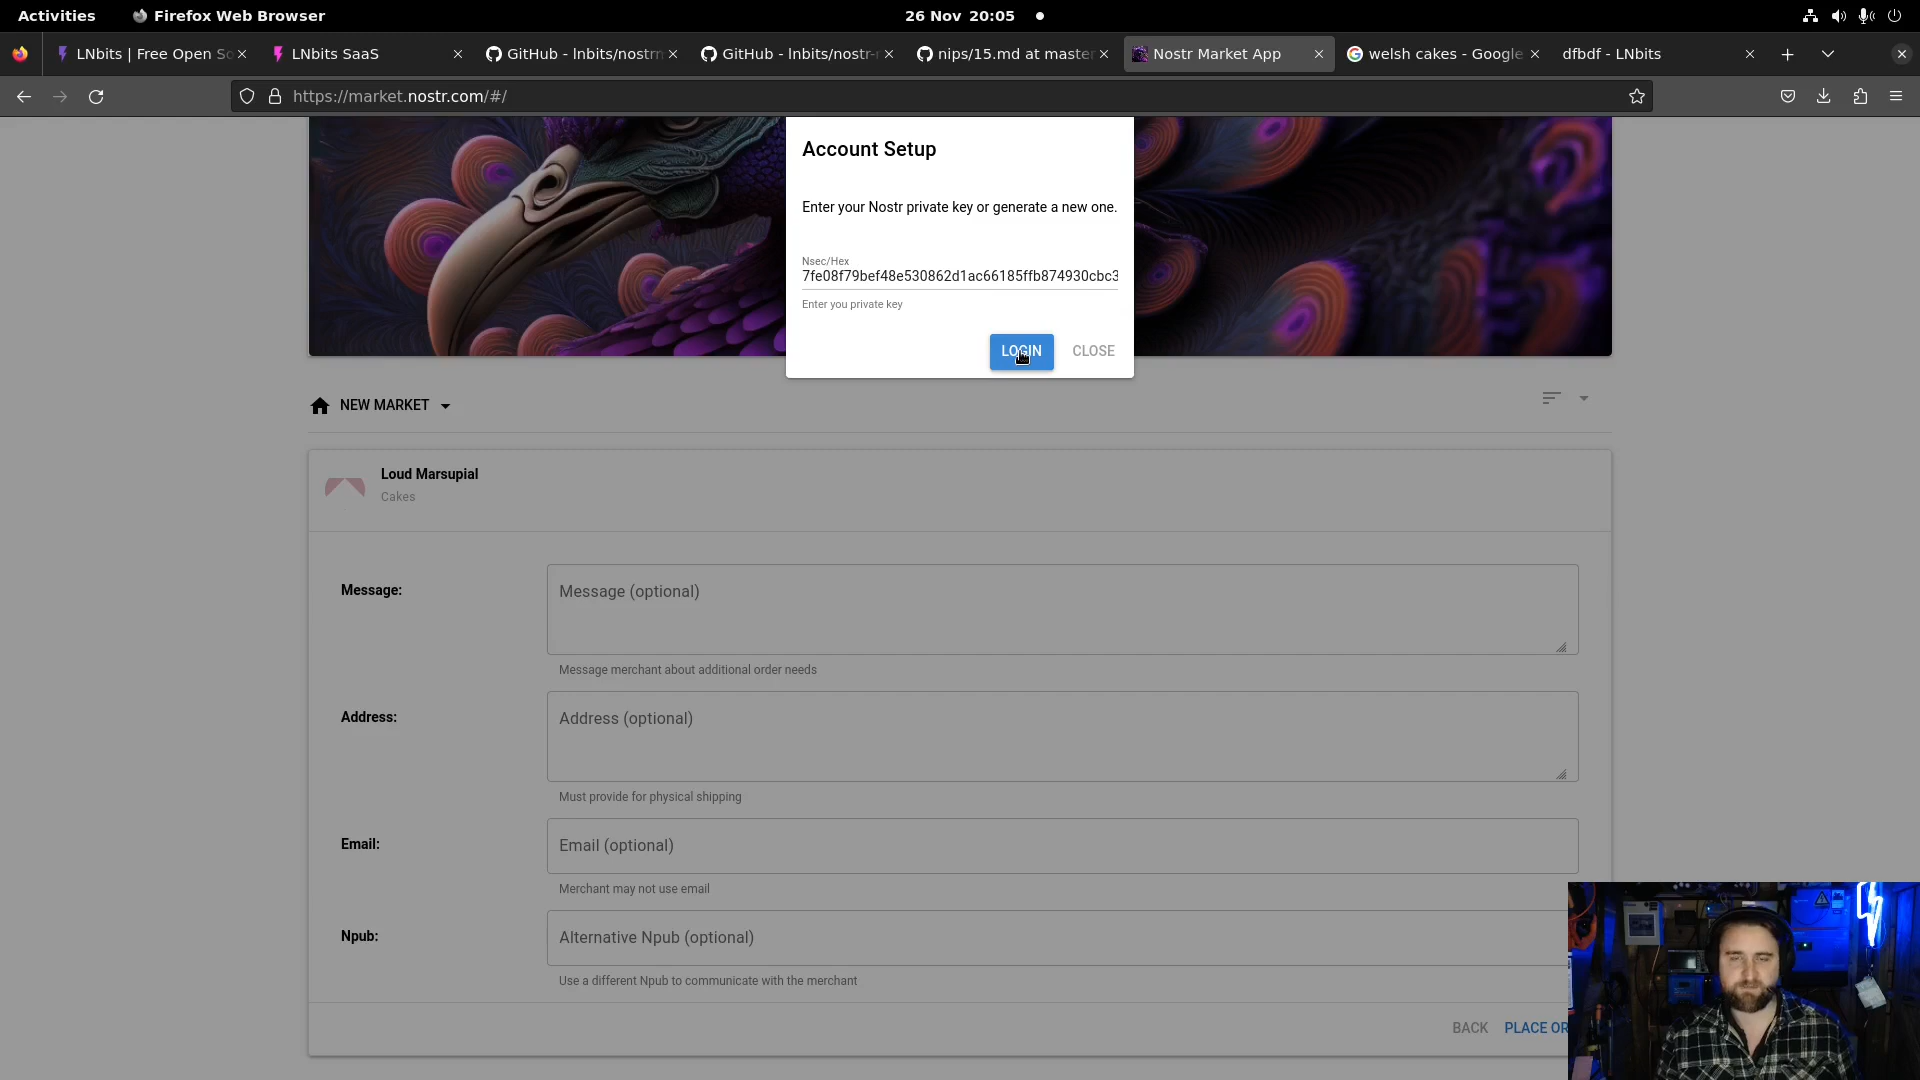 Activities Firefox Web Browser 26 Nov 20:05
LNbits | Free Open So LNbits SaaS GitHub - lnbits/nostrm GitHub - lnbits/nostr- nips/15.md at master Nostr Market App welsh cakes - Google dfbdf - LNbits
https://market.nostr.com/#/
Account Setup
Enter your Nostr private key or generate a new one.
Nsec/Hex
7fe08f79bef48e530862d1ac66185ffb874930cbc3
Enter you private key
LOGIN CLOSE
NEW MARKET
Loud Marsupial
Cakes
Message: Message (optional)
Message merchant about additional order needs
Address: Address (optional)
Must provide for physical shipping
Email: Email (optional)
Merchant may not use email
Npub: Alternative Npub (optional)
Use a different Npub to communicate with the merchant
BACK PLACE OR